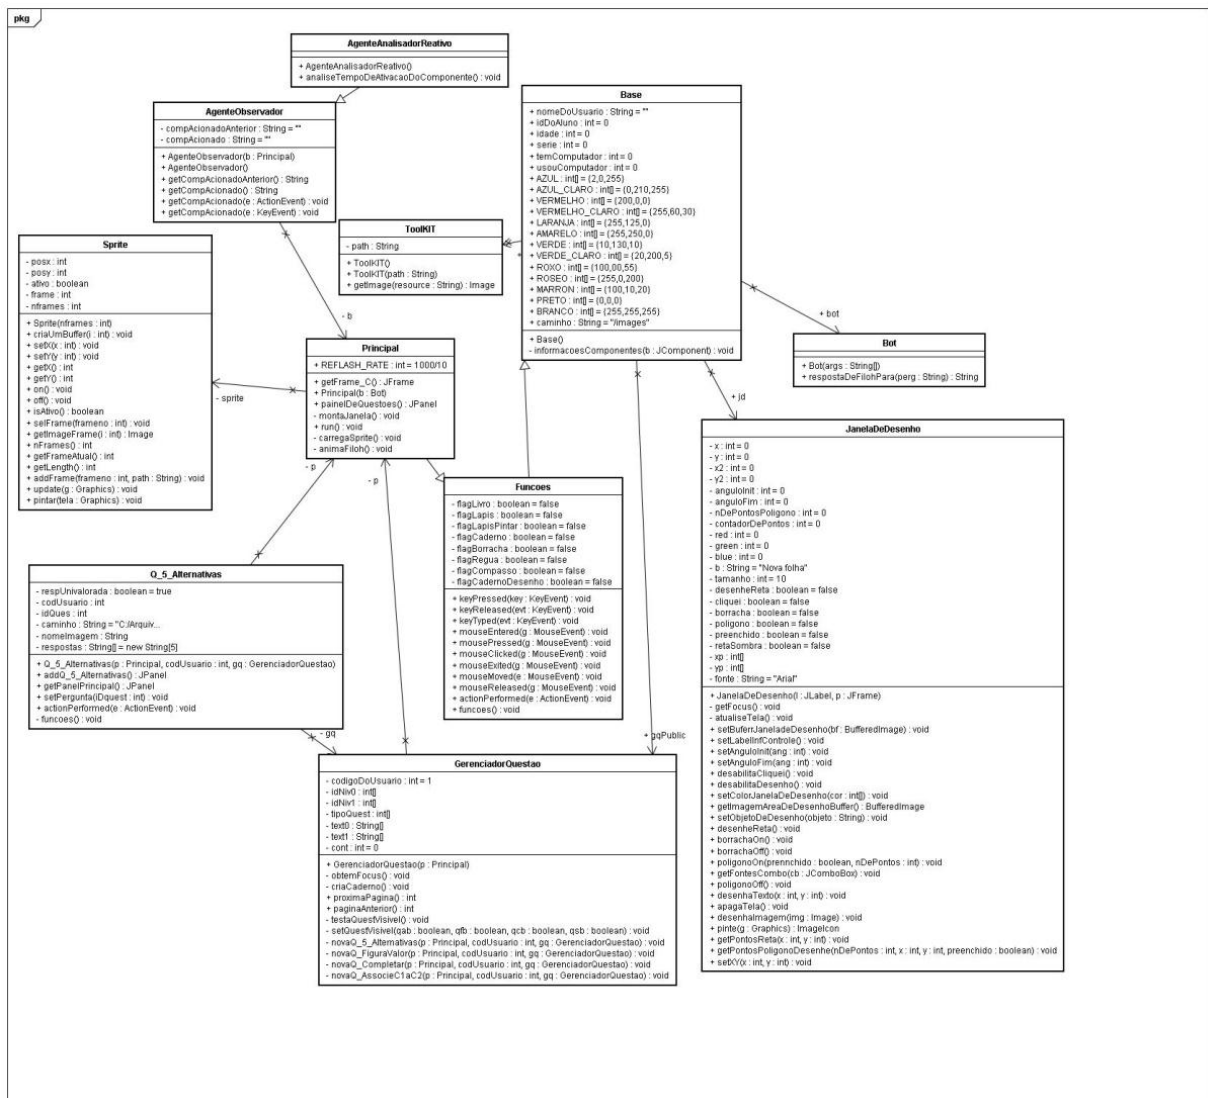 pkg
AgenteAnalisadorReativo
+ AgenteAnalisadorReativo()
+ analiseTempoDeAtivacaoDoComponente() : void
AgenteObservador
- compAcionadoAnterior : String = ""
- compAcionado : String = ""
+ AgenteObservador(b : Principal)
+ AgenteObservador()
+ getCompAcionadoAnterior() : String
+ getCompAcionado() : String
+ getCompAcionado(e : ActionEvent) : void
+ getCompAcionado(e : KeyEvent) : void
Base
+ nomeDoUsuario : String = ""
+ idDoAluno : int = 0
+ idade : int = 0
+ serie : int = 0
+ temComputador : int = 0
+ usouComputador : int = 0
+ AZUL : int[] = {2,0,255}
+ AZUL_CLARO : int[] = {0,210,255}
+ VERMELHO : int[] = {200,0,0}
+ VERMELHO_CLARO : int[] = {255,60,30}
+ LARANJA : int[] = {255,125,0}
+ AMARELO : int[] = {255,250,0}
+ VERDE : int[] = {10,130,10}
+ VERDE_CLARO : int[] = {20,200,5}
+ ROXO : int[] = {100,00,55}
+ ROSEO : int[] = {255,0,200}
+ MARRON : int[] = {100,10,20}
+ PRETO : int[] = {0,0,0}
+ BRANCO : int[] = {255,255,255}
+ caminho : String = "/images"
+ Base()
- informacoesComponentes(b : JComponent) : void
ToolKIT
- path : String
+ ToolKIT()
+ ToolKIT(path : String)
+ getImage(resource : String) : Image
Sprite
- posx : int
- posy : int
- ativo : boolean
- frame : int
- nframes : int
+ Sprite(nframes : int)
+ criaUmBuffer(i : int) : void
+ setX(x : int) : void
+ setY(y : int) : void
+ getX() : int
+ getY() : int
+ on() : void
+ off() : void
+ isAtivo() : boolean
+ selFrame(frameno : int) : void
+ getImageFrame(i : int) : Image
+ nFrames() : int
+ getFrameAtual() : int
+ getLength() : int
+ addFrame(frameno : int, path : String) : void
+ update(g : Graphics) : void
+ pintar(tela : Graphics) : void
- b
- sprite
Principal
+ REFLASH_RATE : int = 1000/10
+ getFrame_C() : JFrame
+ Principal(b : Bot)
+ painelDeQuestoes() : JPanel
- montaJanela() : void
+ run() : void
- carregaSprite() : void
- animaFiloh() : void
+ bot
Bot
+ Bot(args : String[])
+ respostaDeFilohPara(perg : String) : String
+ jd
- p
- p
Funcoes
- flagLivro : boolean = false
- flagLapis : boolean = false
- flagLapisPintar : boolean = false
- flagCaderno : boolean = false
- flagBorracha : boolean = false
- flagRegua : boolean = false
- flagCompasso : boolean = false
- flagCadernoDesenho : boolean = false
+ keyPressed(key : KeyEvent) : void
+ keyReleased(evt : KeyEvent) : void
+ keyTyped(evt : KeyEvent) : void
+ mouseEntered(g : MouseEvent) : void
+ mousePressed(g : MouseEvent) : void
+ mouseClicked(g : MouseEvent) : void
+ mouseExited(g : MouseEvent) : void
+ mouseMoved(e : MouseEvent) : void
+ mouseReleased(g : MouseEvent) : void
+ actionPerformed(e : ActionEvent) : void
+ funcoes() : void
JanelaDeDesenho
- x : int = 0
- y : int = 0
- x2 : int = 0
- y2 : int = 0
- anguloInit : int = 0
- anguloFim : int = 0
- nDePontosPoligono : int = 0
- contadorDePontos : int = 0
- red : int = 0
- green : int = 0
- blue : int = 0
- b : String = "Nova folha"
- tamanho : int = 10
- desenheReta : boolean = false
- cliquei : boolean = false
- borracha : boolean = false
- poligono : boolean = false
- preenchido : boolean = false
- retaSombra : boolean = false
- xp : int[]
- yp : int[]
- fonte : String = "Arial"
+ JanelaDeDesenho(l : JLabel, p : JFrame)
- getFocus() : void
- atualiseTela() : void
+ setBuferrJaneladeDesenho(bf : BufferedImage) : void
+ setLabelInfControle() : void
+ setAnguloInit(ang : int) : void
+ setAnguloFim(ang : int) : void
+ desabilitaCliquei() : void
+ desabilitaDesenho() : void
+ setColorJanelaDeDesenho(cor : int[]) : void
+ getImagemAreaDeDesenhoBuffer() : BufferedImage
+ setObjetoDeDesenho(objeto : String) : void
+ desenheReta() : void
+ borrachaOn() : void
+ borrachaOff() : void
+ poligonoOn(prennchido : boolean, nDePontos : int) : void
+ getFontesCombo(cb : JComboBox) : void
+ poligonoOff() : void
+ desenhaTexto(x : int, y : int) : void
+ apagaTela() : void
+ desenhaImagem(img : Image) : void
+ pinte(g : Graphics) : ImageIcon
+ getPontosReta(x : int, y : int) : void
+ getPontosPoligonoDesenhe(nDePontos : int, x : int, y : int, preenchido : boolean) : void
+ setXY(x : int, y : int) : void
Q_5_Alternativas
- respUnivalorada : boolean = true
- codUsuario : int
- idQues : int
- caminho : String = "C:/Arquiv...
- nomeImagem : String
- respostas : String[] = new String[5]
+ Q_5_Alternativas(p : Principal, codUsuario : int, gq : GerenciadorQuestao)
+ addQ_5_Alternativas() : JPanel
+ getPanelPrincipal() : JPanel
+ setPergunta(IDquest : int) : void
+ actionPerformed(e : ActionEvent) : void
- funcoes() : void
- gq
+ gqPublic
GerenciadorQuestao
- codigoDoUsuario : int = 1
- idNiv0 : int[]
- idNiv1 : int[]
- tipoQuest : int[]
- text0 : String[]
- text1 : String[]
- cont : int = 0
+ GerenciadorQuestao(p : Principal)
- obtemFocus() : void
- criaCaderno() : void
+ proximaPagina() : int
+ paginaAnterior() : int
- testaQuestVisivel() : void
- setQuestVisivel(qab : boolean, qfb : boolean, qcb : boolean, qsb : boolean) : void
- novaQ_5_Alternativas(p : Principal, codUsuario : int, gq : GerenciadorQuestao) : void
- novaQ_FiguraValor(p : Principal, codUsuario : int, gq : GerenciadorQuestao) : void
- novaQ_Completar(p : Principal, codUsuario : int, gq : GerenciadorQuestao) : void
- novaQ_AssocieC1aC2(p : Principal, codUsuario : int, gq : GerenciadorQuestao) : void